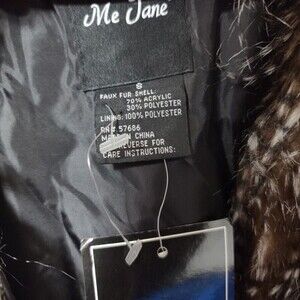 Me Jane
S
FAUX FUR: SHELL:
70% ACRYLIC
30% POLYESTER
LINING: 100% POLYESTER
RN# 57686
MADE IN CHINA
REVERSE FOR
CARE INSTRUCTIONS: